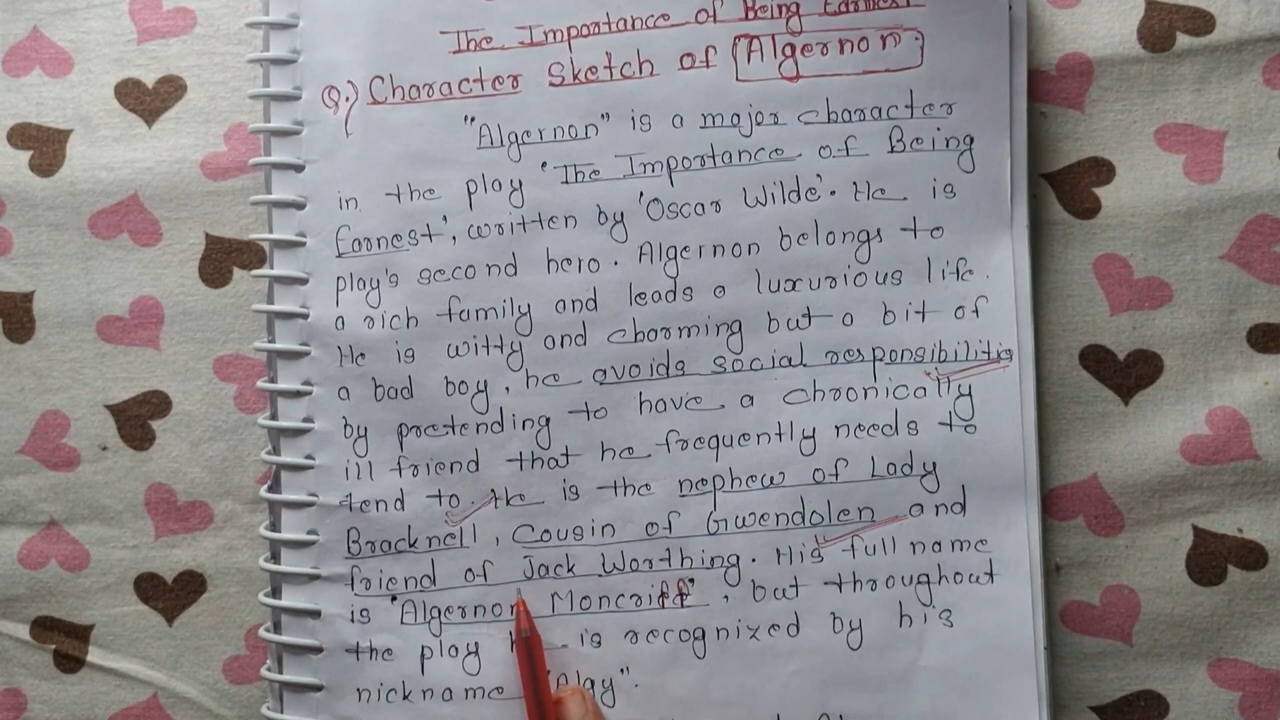 The Importance of Being Earnest
Q.) Character Sketch of Algernon.
"Algernon" is a major character
in the play 'The Importance of Being
Earnest', written by 'Oscar Wilde'. He is
play's second hero. Algernon belongs to
a rich family and leads a luxurious life.
He is witty and charming but a bit of
a bad boy, he avoids social responsibilities
by pretending to have a chronically
ill friend that he frequently needs to
tend to. He is the nephew of Lady
Bracknell, Cousin of Gwendolen and
friend of Jack Worthing. His full name
is "Algernon Moncriff", but throughout
the play is recognized by his
nickname "Algy".